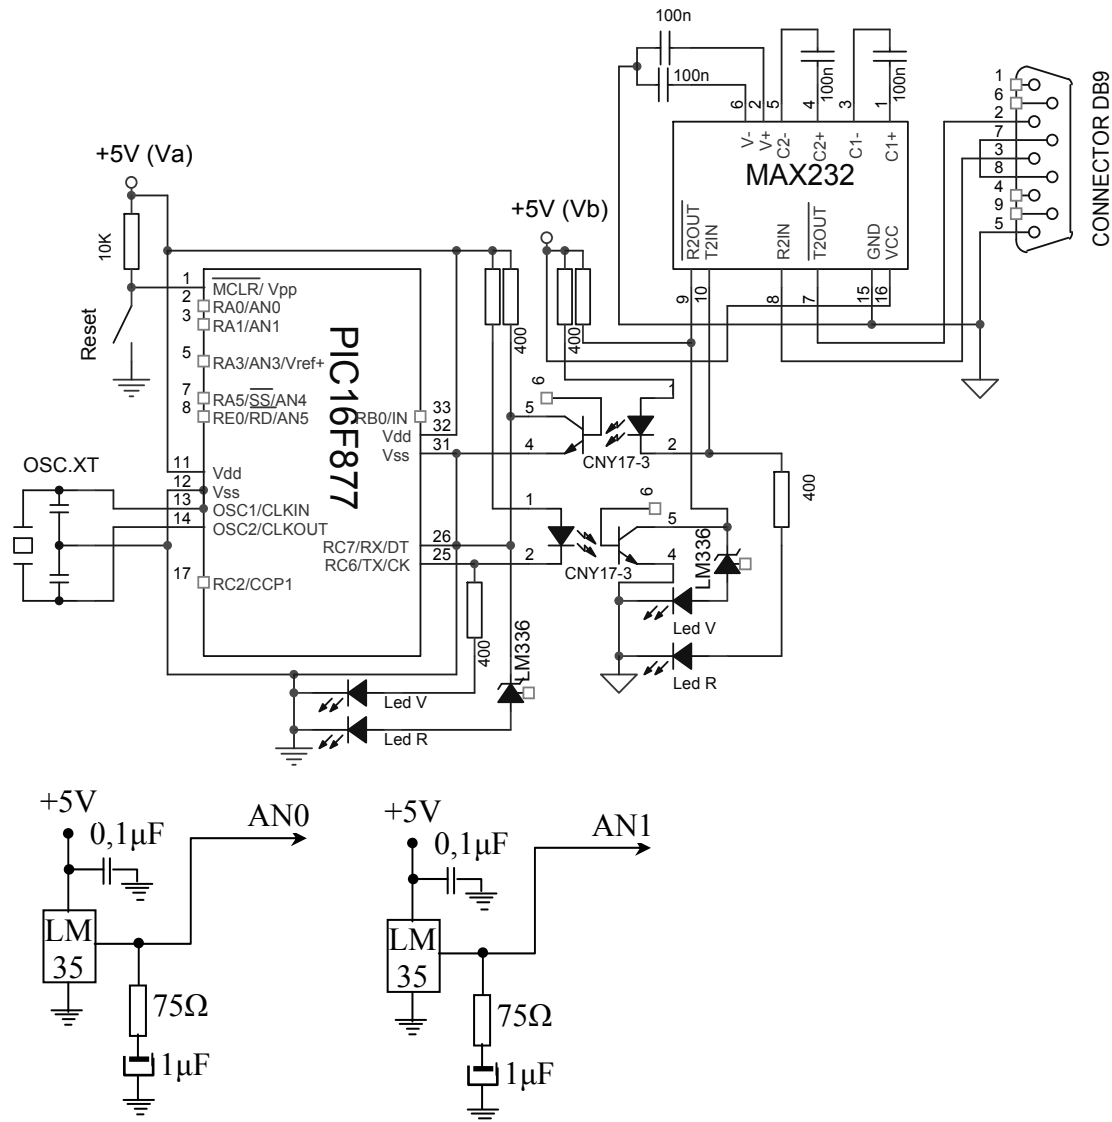 100n
100n
100n
100n
6
2
5
4
3
1
V-
V+
C2-
C2+
C1-
C1+
MAX232
R2OUT
T2IN
R2IN
T2OUT
GND
VCC
9
10
8
7
15
16
1
6
2
7
3
8
4
9
5
CONNECTOR DB9
+5V (Va)
10K
Reset
+5V (Vb)
400
400
1
MCLR/ Vpp
2
RA0/AN0
3
RA1/AN1
5
RA3/AN3/Vref+
7
RA5/SS/AN4
8
RE0/RD/AN5
PIC16F877
RB0/IN
33
Vdd
32
Vss
31
OSC.XT
11
Vdd
12
Vss
13
OSC1/CLKIN
14
OSC2/CLKOUT
17
RC2/CCP1
RC7/RX/DT
26
RC6/TX/CK
25
6
5
4
1
2
CNY17-3
400
1
2
6
5
4
CNY17-3
LM336
Led V
Led R
400
LM336
Led V
Led R
+5V
0,1µF
AN0
LM
35
75Ω
1µF
+5V
0,1µF
AN1
LM
35
75Ω
1µF